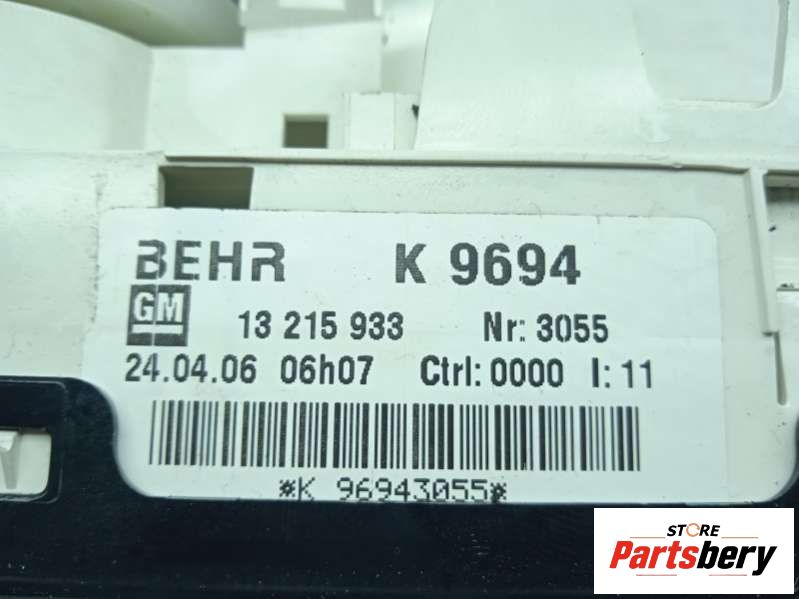 BEHR K 9694
GM 13 215 933 Nr: 3055
24.04.06 06h07 Ctrl: 0000 I: 11
*K 96943055*
STORE
Partsbery